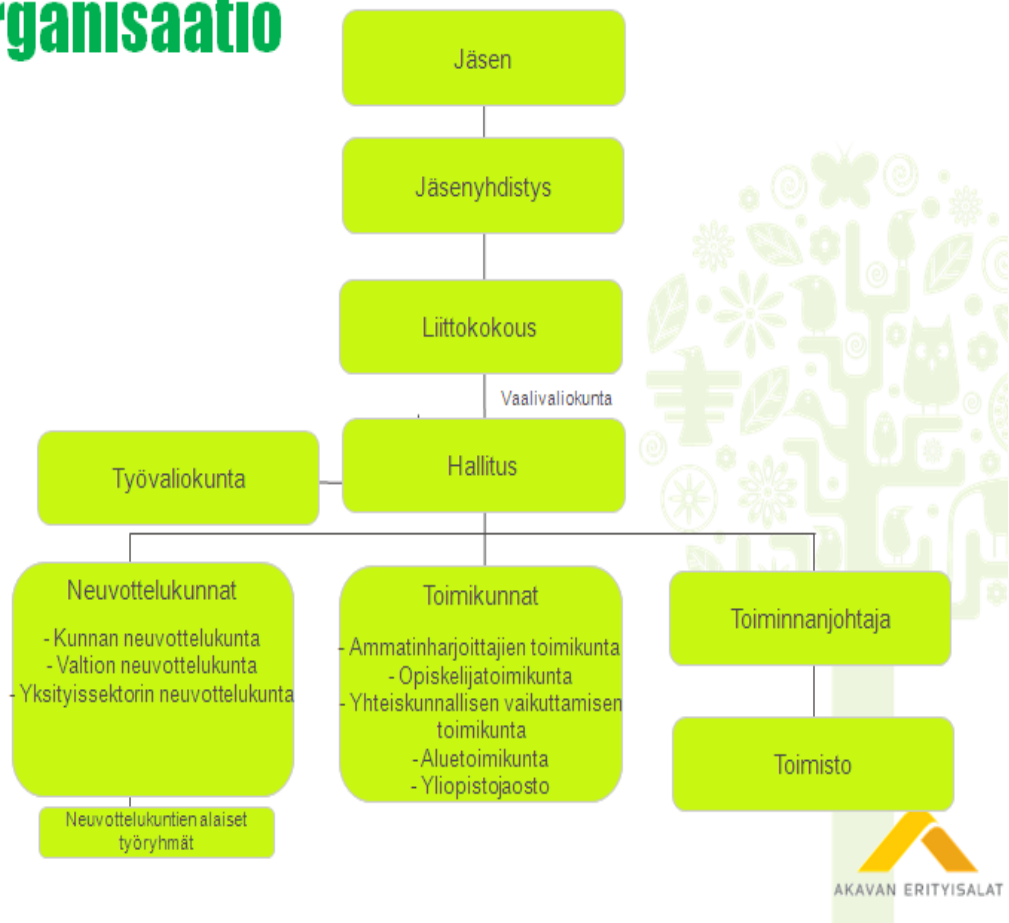 rganisaatio
Jäsen
Jäsenyhdistys
Liittokokous
Vaalivaliokunta
Työvaliokunta
Hallitus
Neuvottelukunnat
- Kunnan neuvottelukunta
- Valtion neuvottelukunta
- Yksityissektorin neuvottelukunta
Toimikunnat
- Ammatinharjoittajien toimikunta
- Opiskelijatoimikunta
- Yhteiskunnallisen vaikuttamisen
toimikunta
- Aluetoimikunta
- Yliopistojaosto
Toiminnanjohtaja
Toimisto
Neuvottelukuntien alaiset
työryhmät
AKAVAN ERITYISALAT